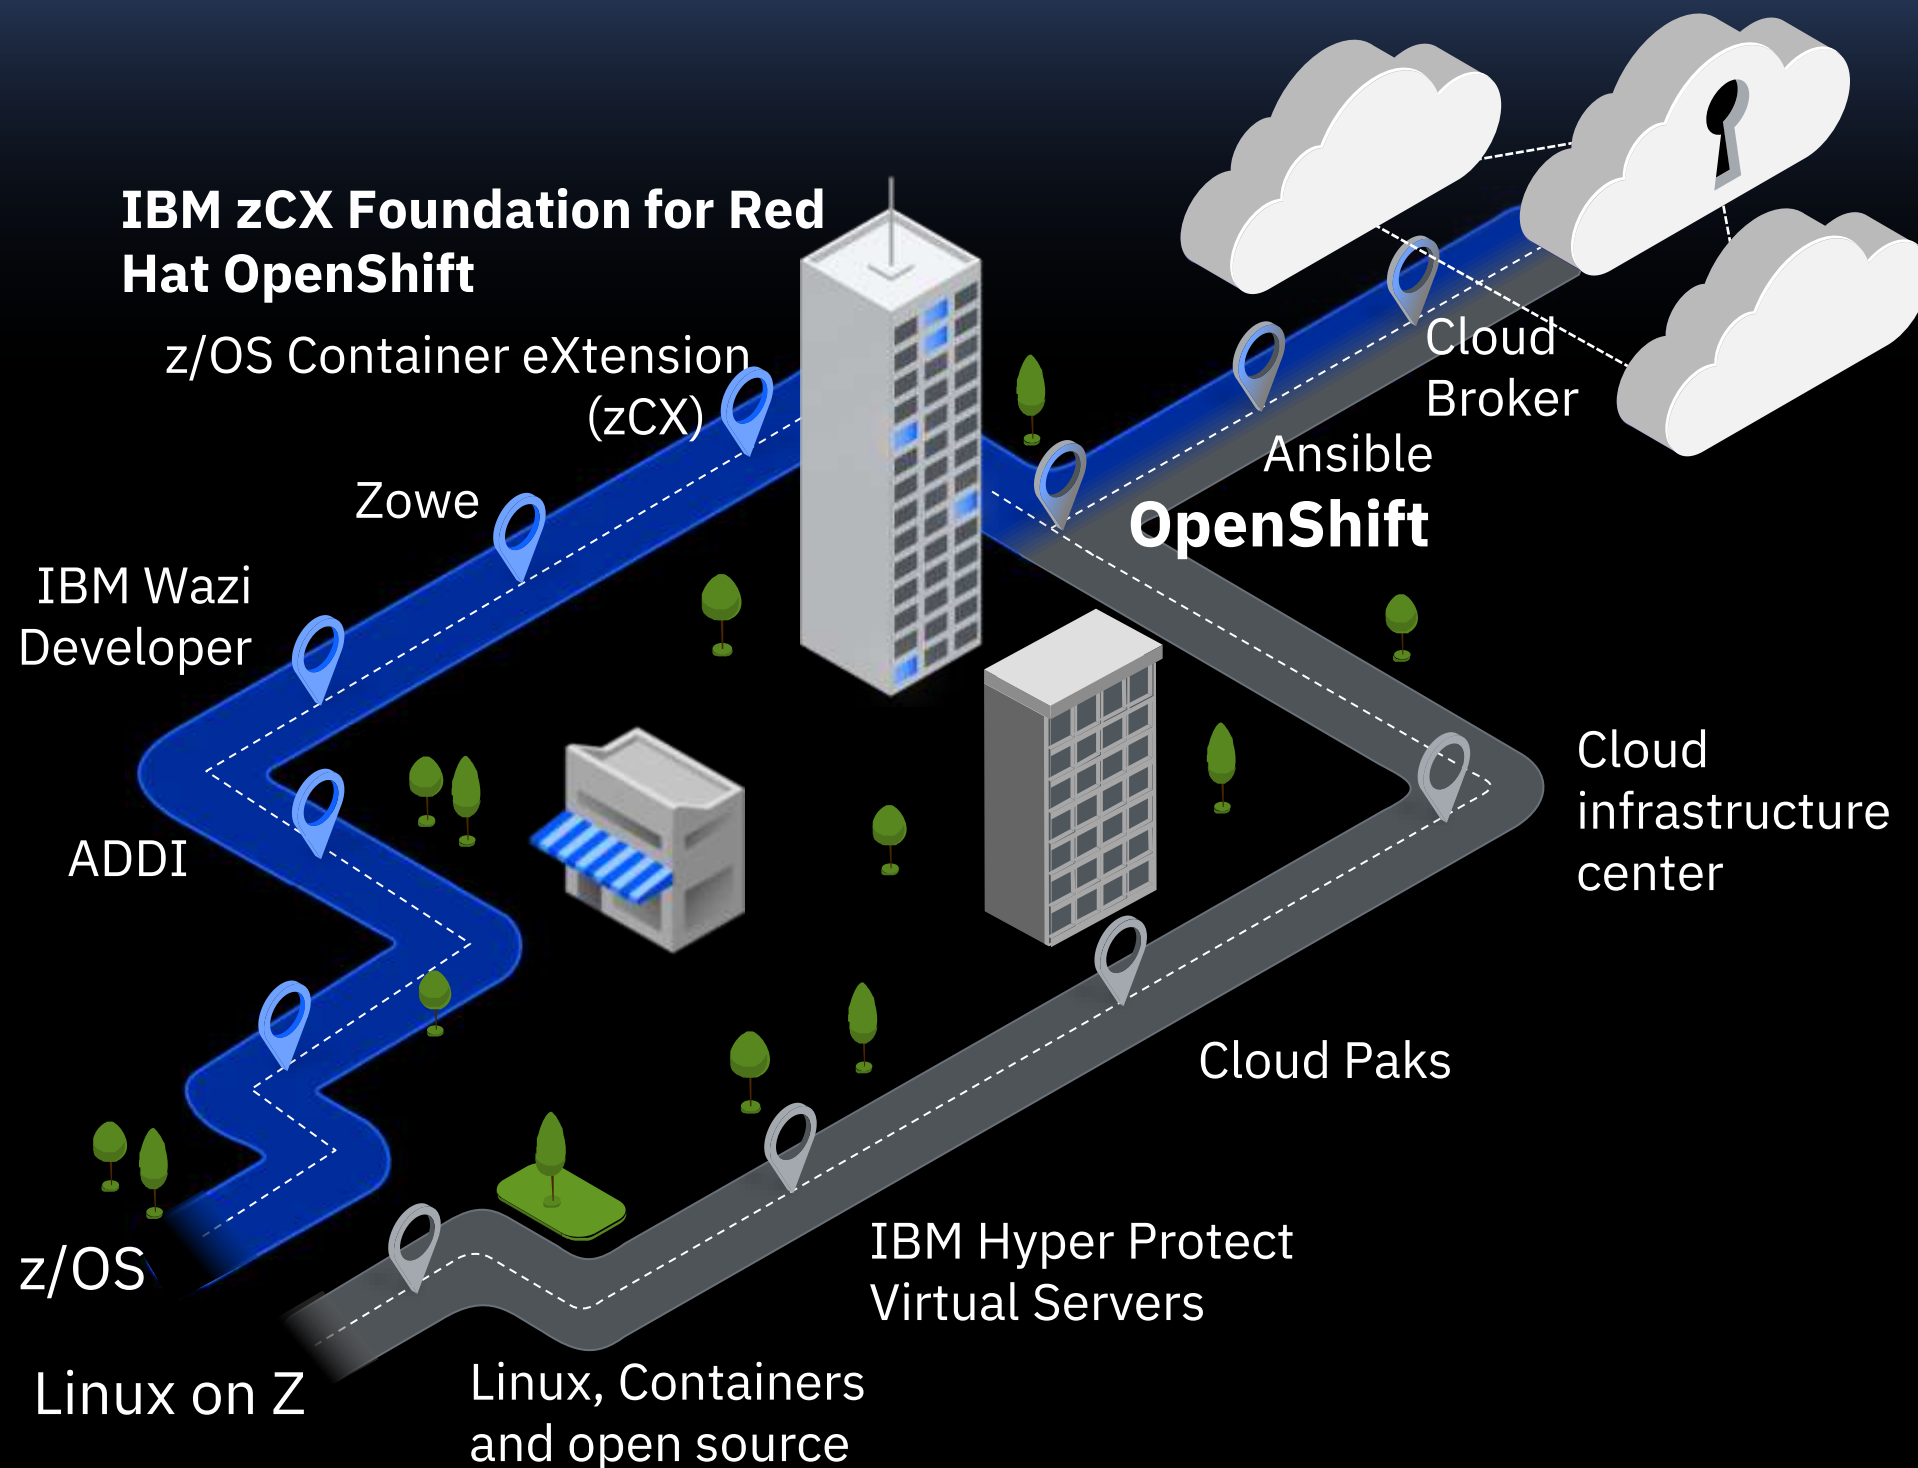 IBM zCX Foundation for Red
Hat OpenShift
z/OS Container eXtension
(zCX)
Zowe
IBM Wazi
Developer
ADDI
z/OS
Linux on Z
Linux, Containers
and open source
IBM Hyper Protect
Virtual Servers
Cloud Paks
Cloud
infrastructure
center
OpenShift
Ansible
Cloud
Broker